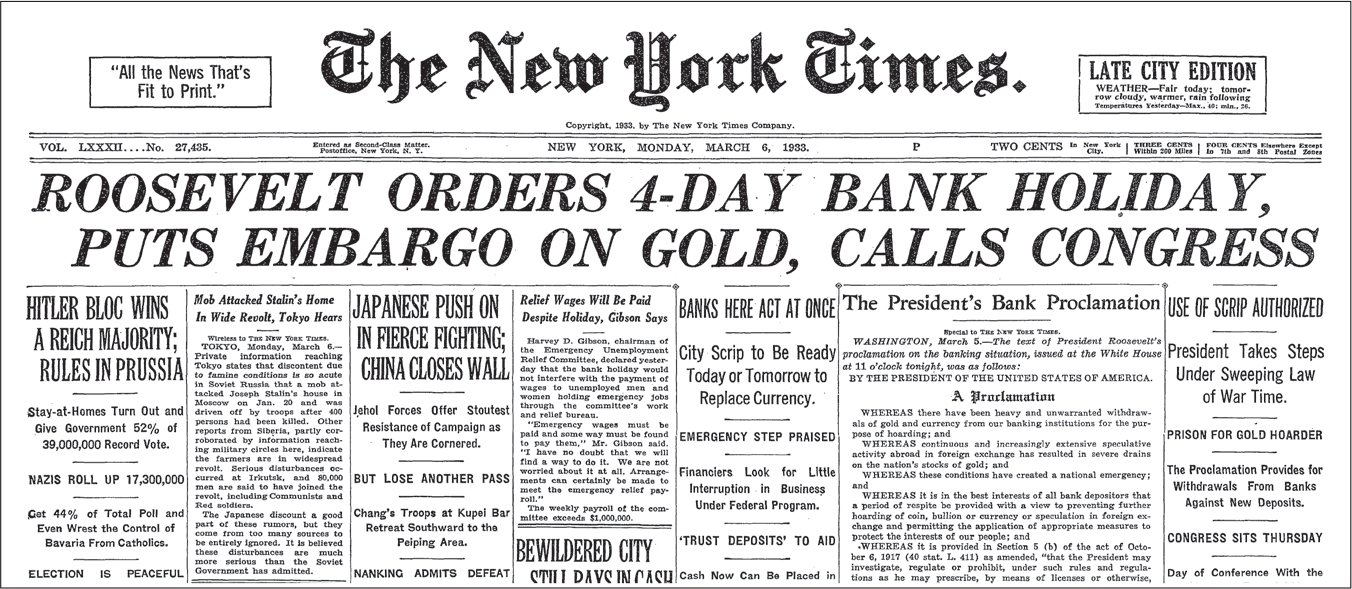 "All the News That's
Fit to Print."
The New York Times.
LATE CITY EDITION
WEATHER—Fair today; tomor-
row cloudy, warmer, rain following
Temperatures Yesterday—Max., 40; min., 26.
Copyright, 1933, by The New York Times Company.
VOL. LXXXII....No. 27,435.
Entered as Second-Class Matter.
Postoffice, New York, N. Y.
NEW YORK, MONDAY, MARCH 6, 1933.
P
TWO CENTS
In New York
City.
THREE CENTS
Within 200 Miles
FOUR CENTS Elsewhere Except
In 7th and 8th Postal Zones
ROOSEVELT ORDERS 4-DAY BANK HOLIDAY,
PUTS EMBARGO ON GOLD, CALLS CONGRESS
HITLER BLOC WINS
A REICH MAJORITY;
RULES IN PRUSSIA
Stay-at-Homes Turn Out and
Give Government 52% of
39,000,000 Record Vote.
NAZIS ROLL UP 17,300,000
Get 44% of Total Poll and
Even Wrest the Control of
Bavaria From Catholics.
ELECTION IS PEACEFUL
Mob Attacked Stalin's Home
In Wide Revolt, Tokyo Hears
Wireless to THE NEW YORK TIMES.
TOKYO, Monday, March 6.—
Private information reaching
Tokyo states that discontent due
to famine conditions is so acute
in Soviet Russia that a mob at-
tacked Joseph Stalin's house in
Moscow on Jan. 20 and was
driven off by troops after 400
persons had been killed. Other
reports from Siberia, partly cor-
roborated by information reach-
ing military circles here, indicate
the farmers are in widespread
revolt. Serious disturbances oc-
curred at Irkutsk, and 80,000
men are said to have joined the
revolt, including Communists and
Red soldiers.
The Japanese discount a good
part of these rumors, but they
come from too many sources to
be entirely ignored. It is believed
these disturbances are much
more serious than the Soviet
Government has admitted.
JAPANESE PUSH ON
IN FIERCE FIGHTING;
CHINA CLOSES WALL
Jehol Forces Offer Stoutest
Resistance of Campaign as
They Are Cornered.
BUT LOSE ANOTHER PASS
Chang's Troops at Kupei Bar
Retreat Southward to the
Peiping Area.
NANKING ADMITS DEFEAT
Relief Wages Will Be Paid
Despite Holiday, Gibson Says
Harvey D. Gibson, chairman of
the Emergency Unemployment
Relief Committee, declared yester-
day that the bank holiday would
not interfere with the payment of
wages to unemployed men and
women holding emergency jobs
through the committee's work
and relief bureau.
"Emergency wages must be
paid and some way must be found
to pay them," Mr. Gibson said.
"I have no doubt that we will
find a way to do it. We are not
worried about it at all. Arrange-
ments can certainly be made to
meet the emergency relief pay-
roll."
The weekly payroll of the com-
mittee exceeds $1,000,000.
BEWILDERED CITY
STILL PAYS IN CASH
BANKS HERE ACT AT ONCE
City Scrip to Be Ready
Today or Tomorrow to
Replace Currency.
EMERGENCY STEP PRAISED
Financiers Look for Little
Interruption in Business
Under Federal Program.
'TRUST DEPOSITS' TO AID
Cash Now Can Be Placed in
The President's Bank Proclamation
Special to THE NEW YORK TIMES.
WASHINGTON, March 5.—The text of President Roosevelt's
proclamation on the banking situation, issued at the White House
at 11 o'clock tonight, was as follows:
BY THE PRESIDENT OF THE UNITED STATES OF AMERICA.
A Proclamation
WHEREAS there have been heavy and unwarranted withdraw-
als of gold and currency from our banking institutions for the pur-
pose of hoarding; and
WHEREAS continuous and increasingly extensive speculative
activity abroad in foreign exchange has resulted in severe drains
on the nation's stocks of gold; and
WHEREAS these conditions have created a national emergency;
and
WHEREAS it is in the best interests of all bank depositors that
a period of respite be provided with a view to preventing further
hoarding of coin, bullion or currency or speculation in foreign ex-
change and permitting the application of appropriate measures to
protect the interests of our people; and
WHEREAS it is provided in Section 5 (b) of the act of Octo-
ber 6, 1917 (40 stat. L. 411) as amended, "that the President may
investigate, regulate or prohibit, under such rules and regula-
tions as he may prescribe, by means of licenses or otherwise,
USE OF SCRIP AUTHORIZED
President Takes Steps
Under Sweeping Law
of War Time.
PRISON FOR GOLD HOARDER
The Proclamation Provides for
Withdrawals From Banks
Against New Deposits.
CONGRESS SITS THURSDAY
Day of Conference With the